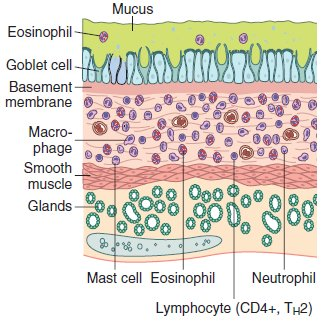 Mucus
Eosinophil
Goblet cell
Basement
membrane
Macro-
phage
Smooth
muscle
Glands
Mast cell Eosinophil Neutrophil
Lymphocyte (CD4+, TH2)